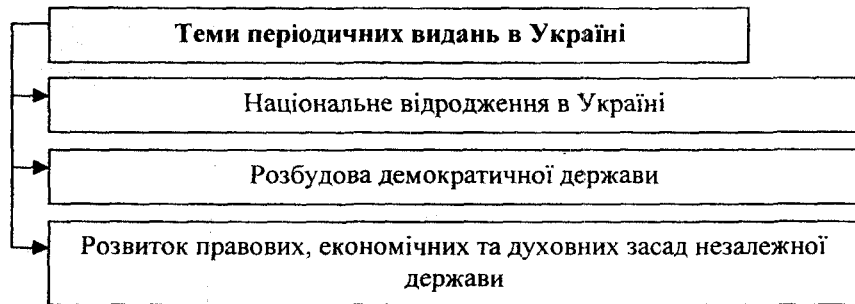 Теми періодичних видань в Україні
Національне відродження в Україні
Розбудова демократичної держави
Розвиток правових, економічних та духовних засад незалежної
держави